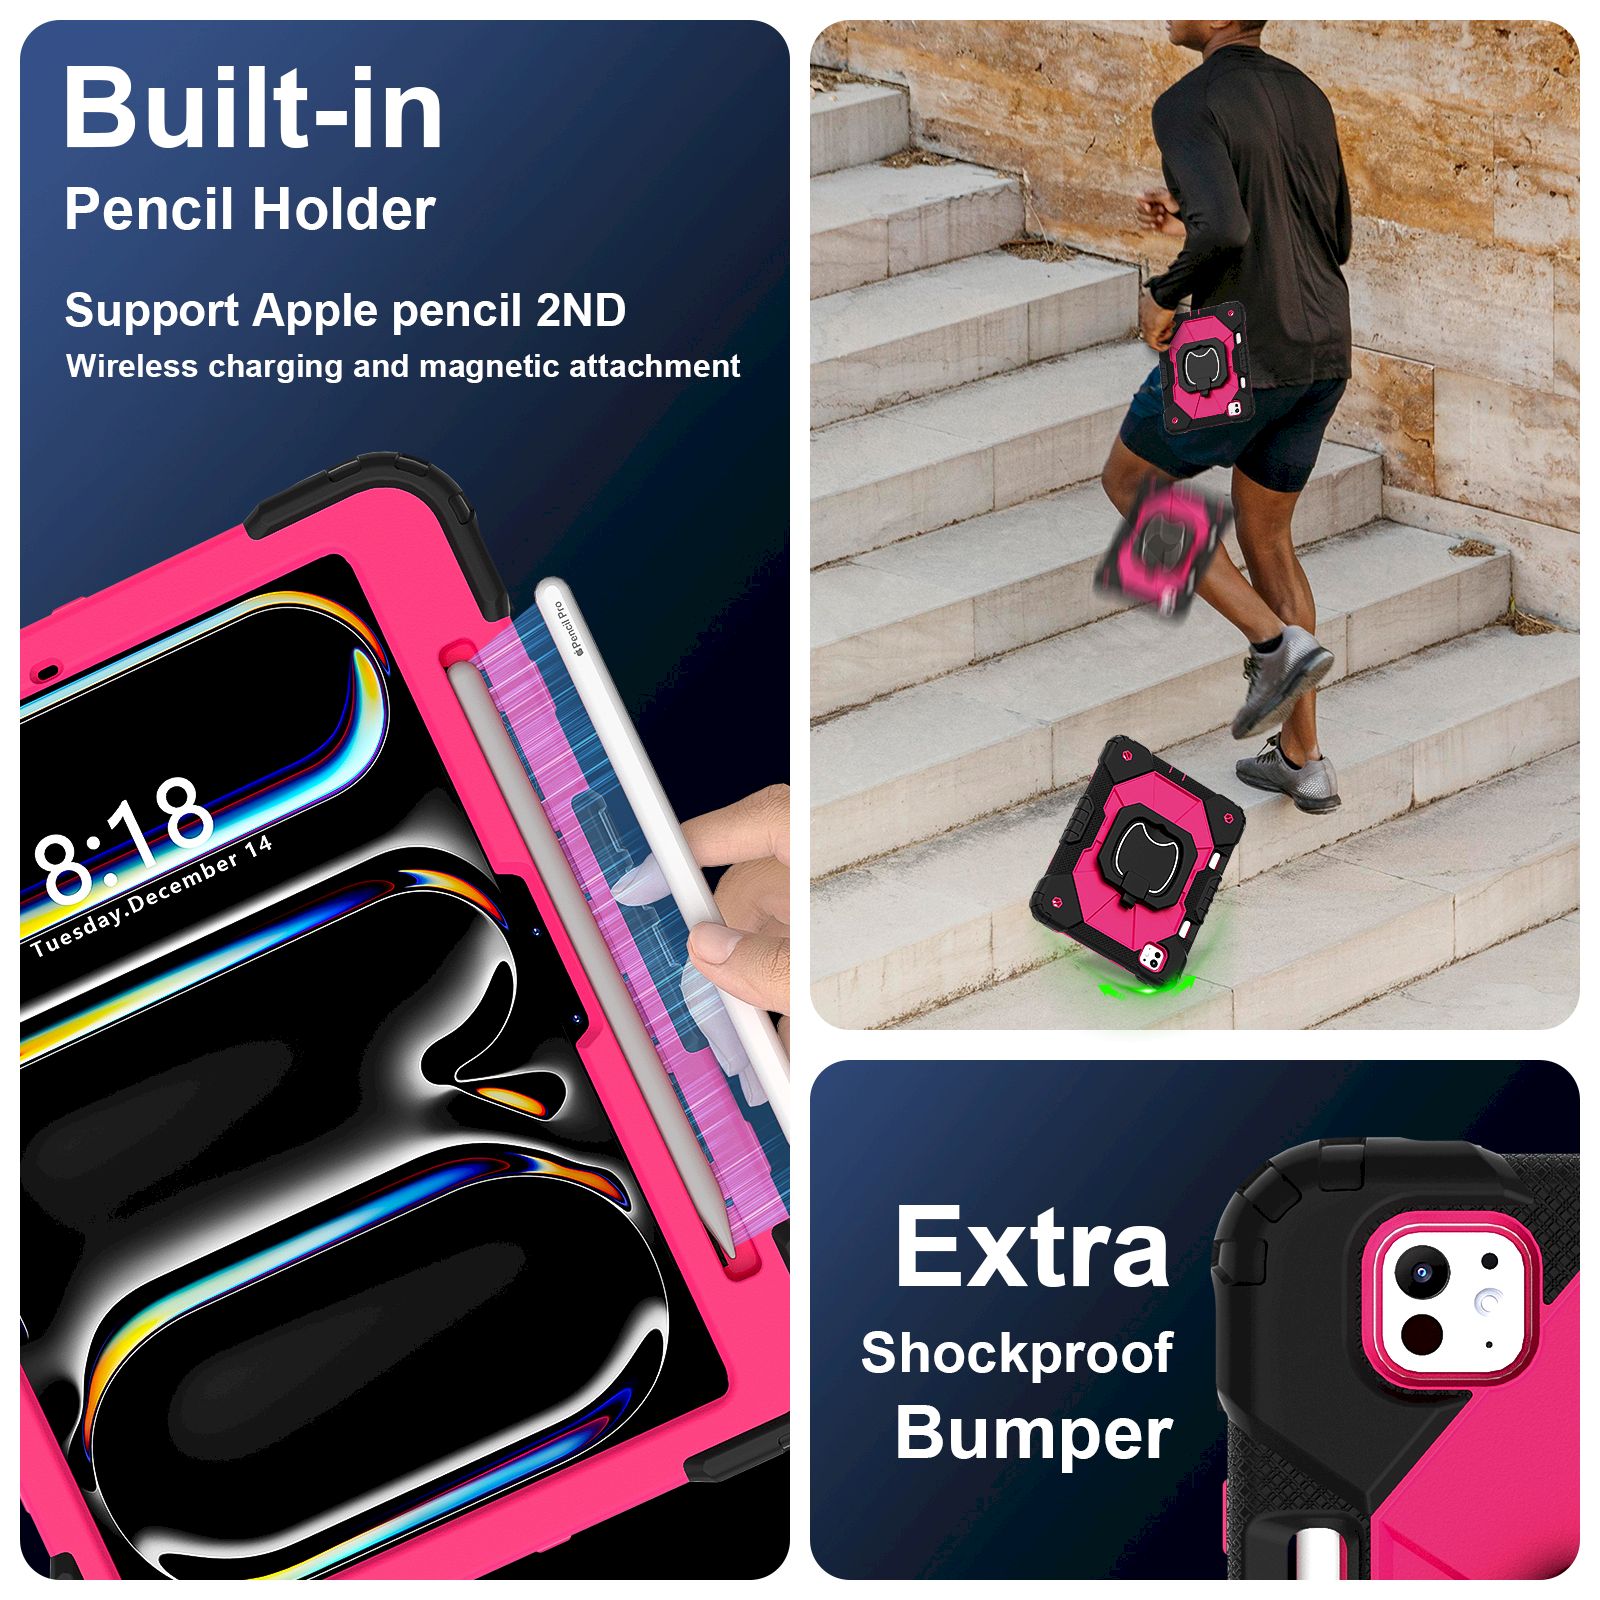 Built-in
Pencil Holder
Support Apple pencil 2ND
Wireless charging and magnetic attachment
Pencil Pro
8:18
Tuesday.December 14
Extra
Shockproof
Bumper